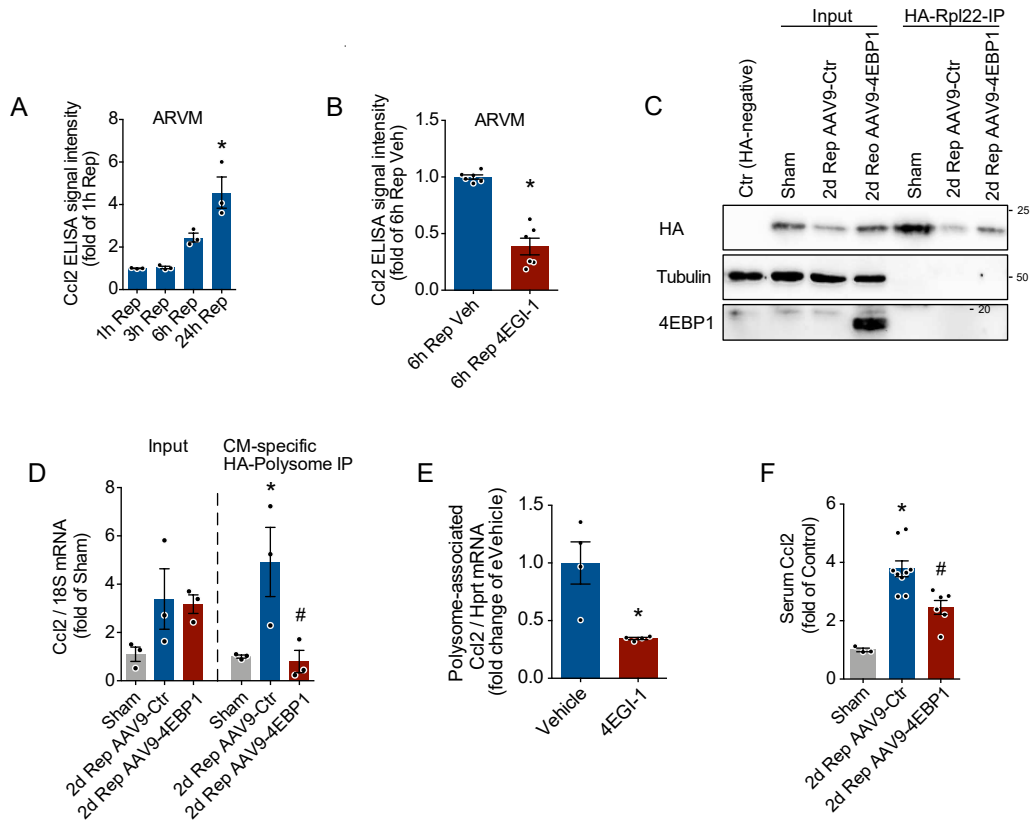 A
ARVM
Ccl2 ELISA signal intensity
(fold of 1h Rep)
8
6
4
2
0
*
1h Rep
3h Rep
6h Rep
24h Rep
B
ARVM
Ccl2 ELISA signal intensity
(fold of 6h Rep Veh)
1.5
1.0
0.5
0.0
*
6h Rep Veh
6h Rep 4EGI-1
C
Input
HA-Rpl22-IP
Ctr (HA-negative)
Sham
2d Rep AAV9-Ctr
2d Reo AAV9-4EBP1
Sham
2d Rep AAV9-Ctr
2d Rep AAV9-4EBP1
HA
25
Tubulin
50
4EBP1
20
D
Input
CM-specific
HA-Polysome IP
Ccl2 / 18S mRNA
(fold of Sham)
8
6
4
2
0
*
#
Sham
2d Rep AAV9-Ctr
2d Rep AAV9-4EBP1
Sham
2d Rep AAV9-Ctr
2d Rep AAV9-4EBP1
E
Polysome-associated
Ccl2 / Hprt mRNA
(fold change of eVehicle)
1.5
1.0
0.5
0.0
*
Vehicle
4EGI-1
F
Serum Ccl2
(fold of Control)
6
4
2
0
*
#
Sham
2d Rep AAV9-Ctr
2d Rep AAV9-4EBP1